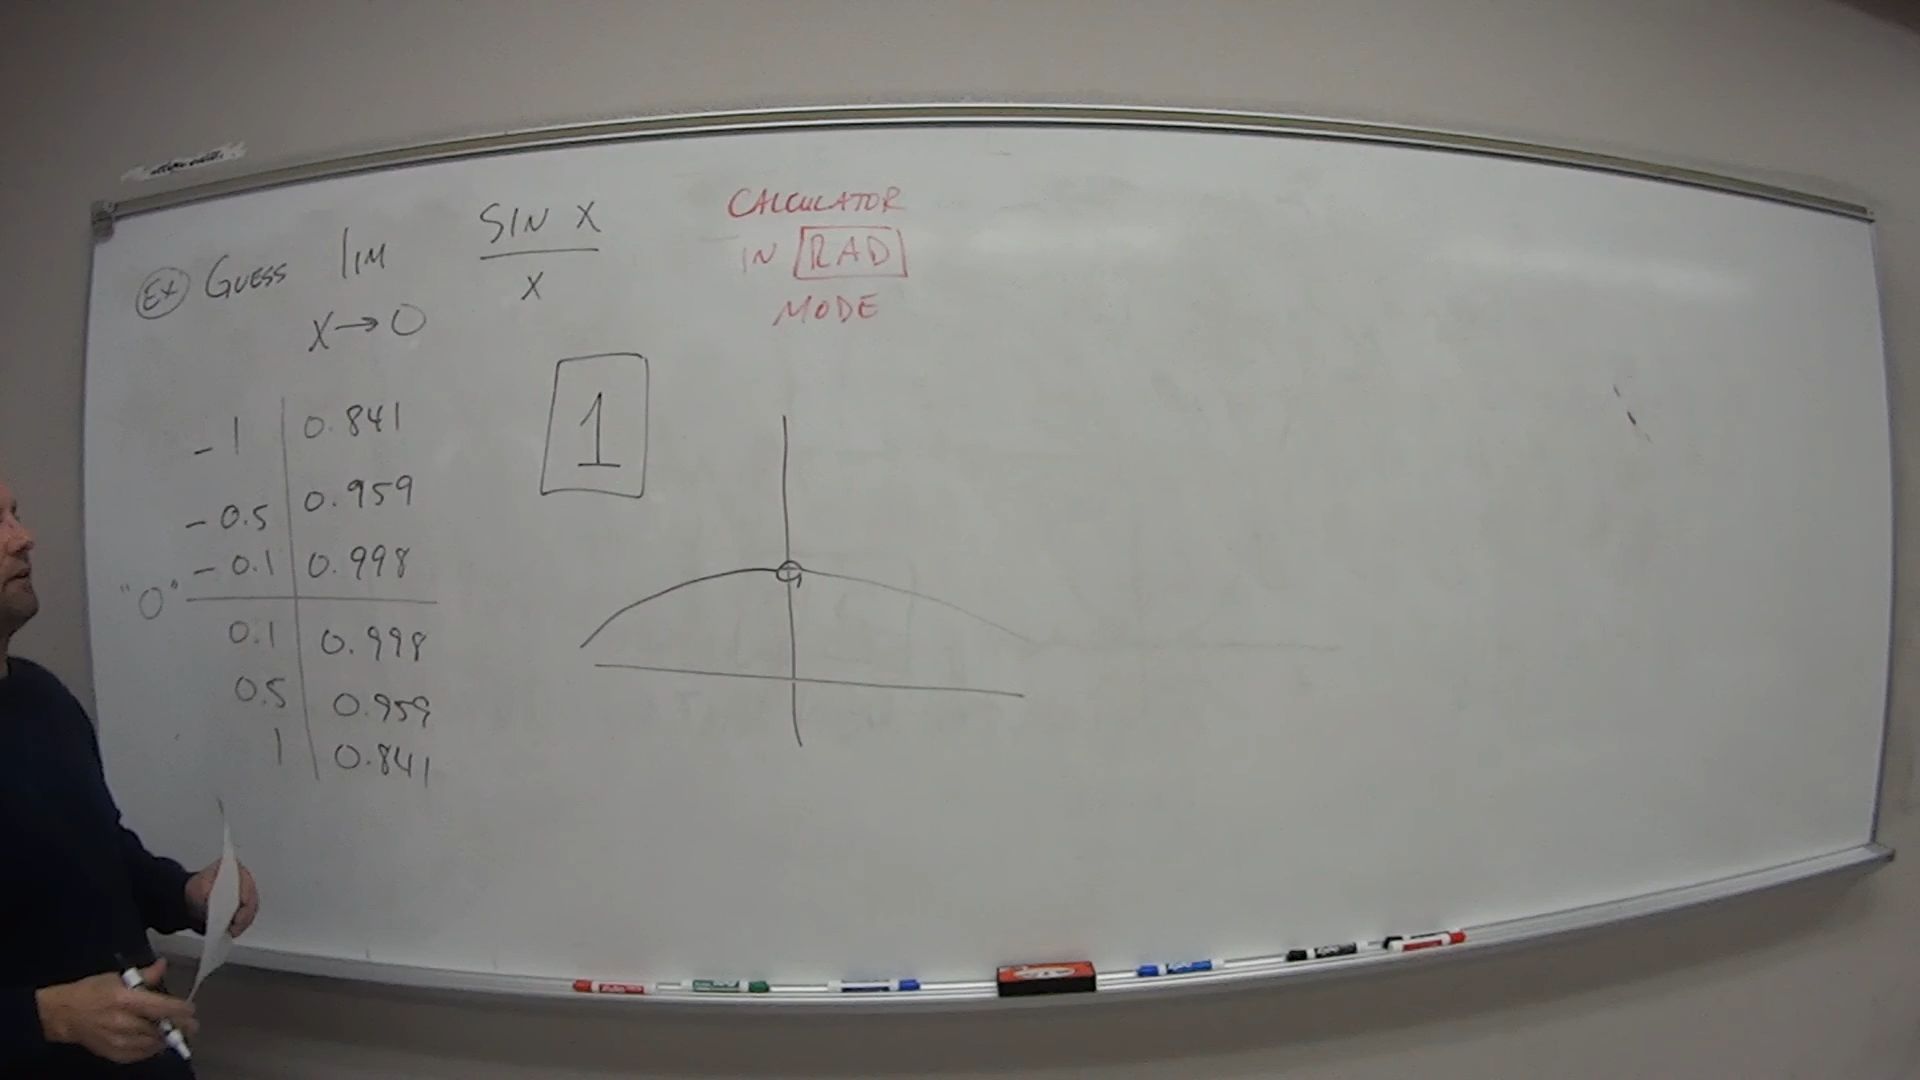 EX GUESS lim x→0 SIN X / X
CALCULATOR
IN RAD
MODE
1
-1 0.841
-0.5 0.959
-0.1 0.998
"0"
0.1 0.998
0.5 0.959
1 0.841